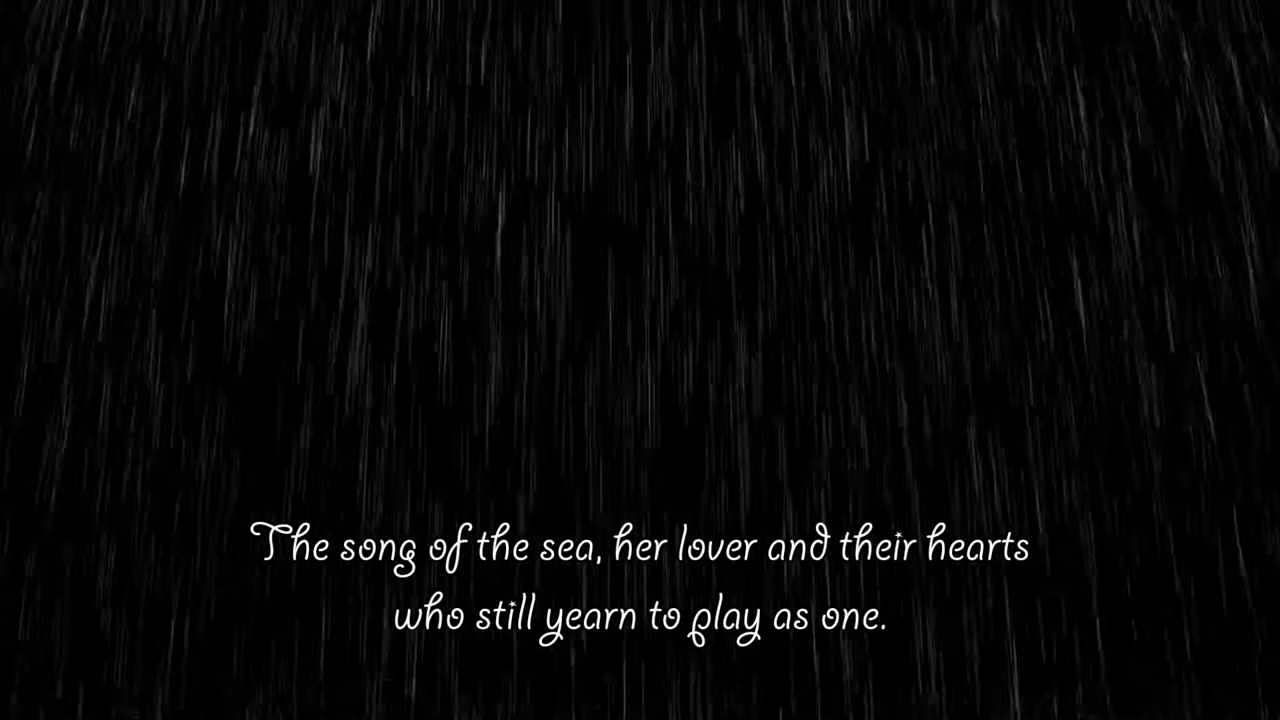 The song of the sea, her lover and their hearts
who still yearn to play as one.